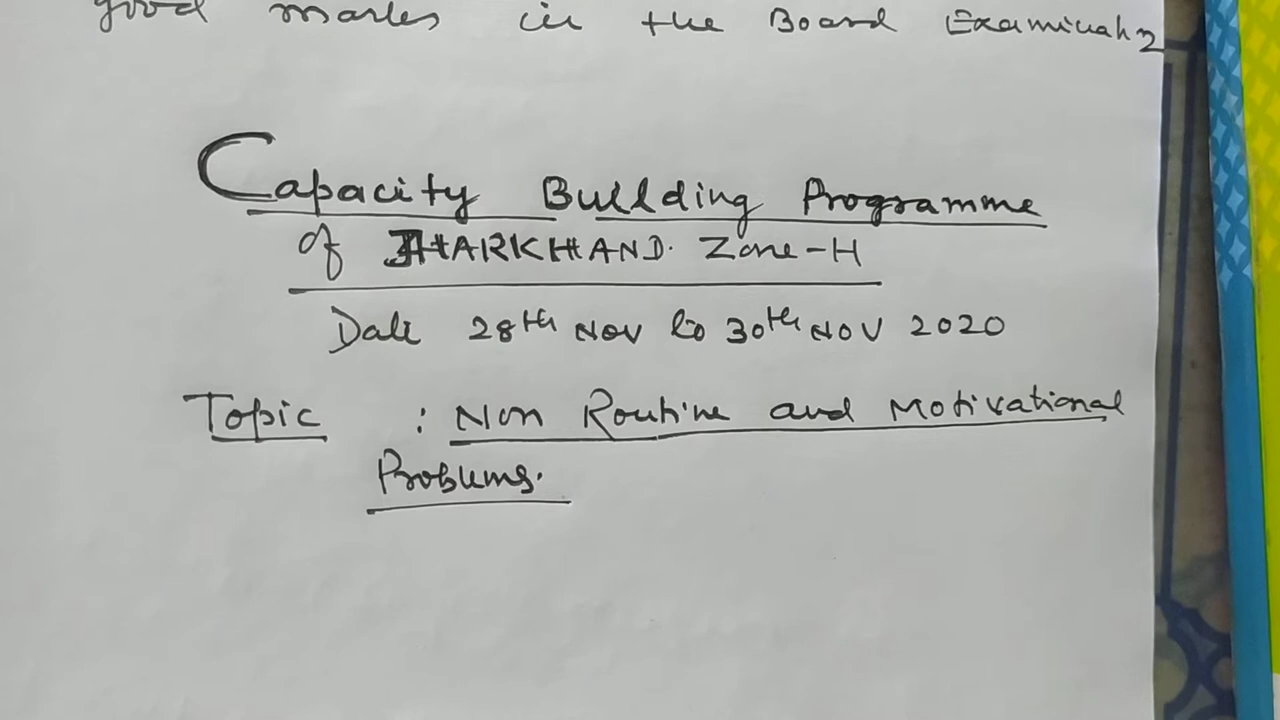 good marks in the Board Examination
Capacity Building Programme
of JHARKHAND. Zone-H
Date 28th Nov to 30th NOV 2020
Topic : Non Routine and Motivational
Problems.